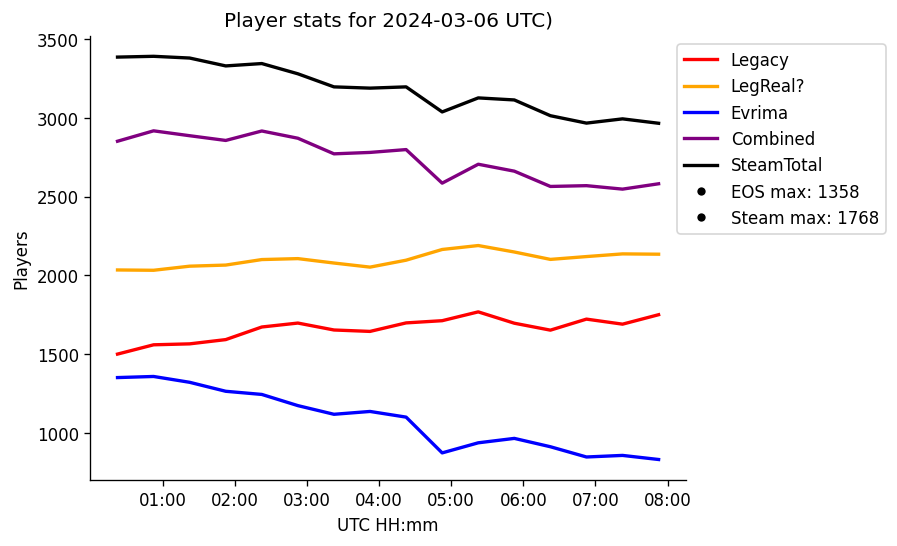 Player stats for 2024-03-06 UTC)
3500
3000
2500
2000
1500
1000
Players
01:00 02:00 03:00 04:00 05:00 06:00 07:00 08:00
UTC HH:mm
Legacy
LegReal?
Evrima
Combined
SteamTotal
EOS max: 1358
Steam max: 1768